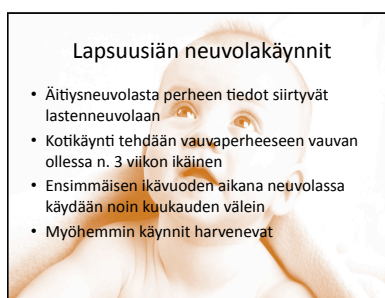 Lapsuusiän neuvolakäynnit
• Äitiysneuvolasta perheen tiedot siirtyvät
lastenneuvolaan
• Kotikäynti tehdään vauvaperheeseen vauvan
ollessa n. 3 viikon ikäinen
• Ensimmäisen ikävuoden aikana neuvolassa
käydään noin kuukauden välein
• Myöhemmin käynnit harvenevat